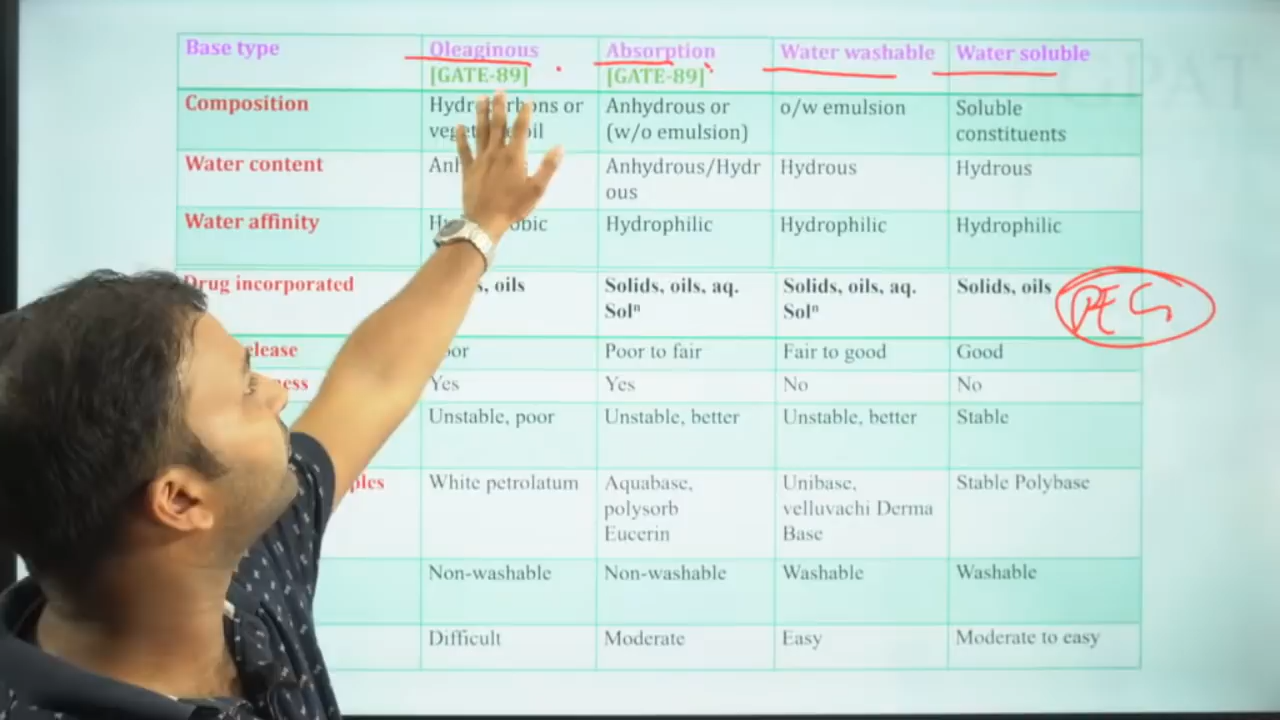 Base type
Oleaginous
[GATE-89]
Absorption
[GATE-89]
Water washable
Water soluble
Composition
or
Anhydrous or
(w/o emulsion)
o/w emulsion
Soluble
constituents
Water content
Anhydrous/Hydr
ous
Hydrous
Hydrous
Water affinity
Hydrophilic
Hydrophilic
Hydrophilic
Drug incorporated
oils
Solids, oils, aq.
Solⁿ
Solids, oils, aq.
Solⁿ
Solids, oils
PEG
Poor to fair
Fair to good
Good
Yes
Yes
No
No
Unstable, poor
Unstable, better
Unstable, better
Stable
White petrolatum
Aquabase,
polysorb
Eucerin
Unibase,
velluvachi Derma
Base
Stable Polybase
Non-washable
Non-washable
Washable
Washable
Difficult
Moderate
Easy
Moderate to easy